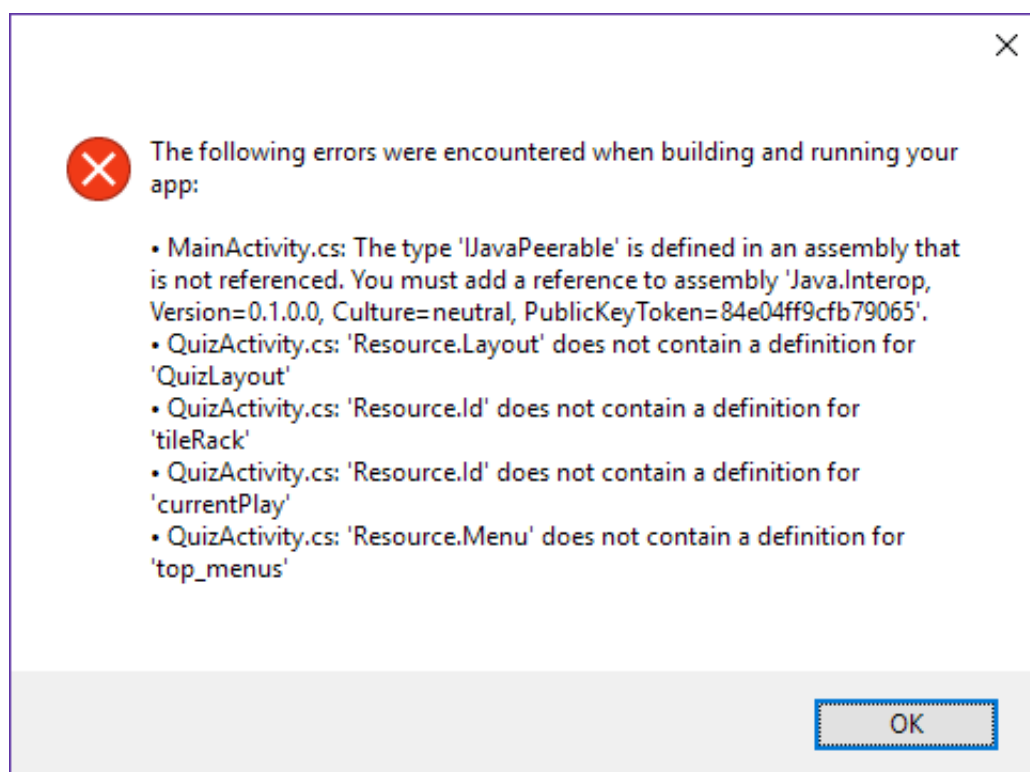 The following errors were encountered when building and running your
app:
• MainActivity.cs: The type 'IJavaPeerable' is defined in an assembly that
is not referenced. You must add a reference to assembly 'Java.Interop,
Version=0.1.0.0, Culture=neutral, PublicKeyToken=84e04ff9cfb79065'.
• QuizActivity.cs: 'Resource.Layout' does not contain a definition for
'QuizLayout'
• QuizActivity.cs: 'Resource.Id' does not contain a definition for
'tileRack'
• QuizActivity.cs: 'Resource.Id' does not contain a definition for
'currentPlay'
• QuizActivity.cs: 'Resource.Menu' does not contain a definition for
'top_menus'
OK